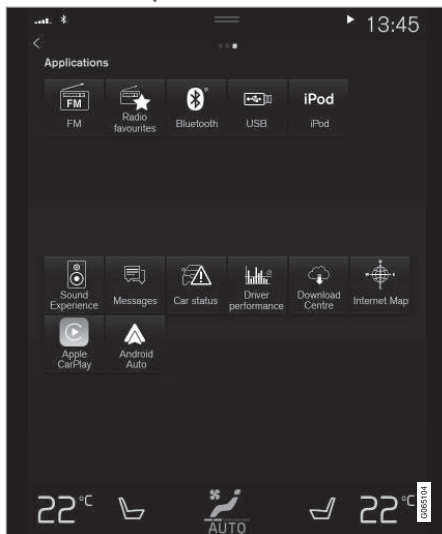 13:45
Applications
FM
iPod
FM
Radio
favourites
Bluetooth
USB
iPod
Sound
Experience
Messages
Car status
Driver
performance
Download
Centre
Internet Map
Apple
CarPlay
Android
Auto
22°C
AUTO
22°C
G065104